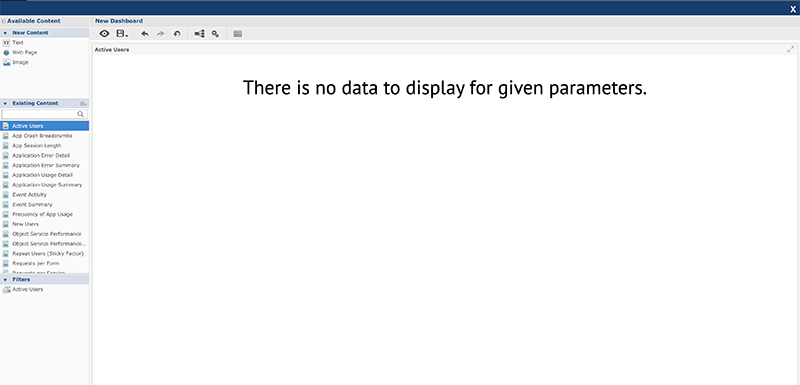 X
Available Content
New Dashboard
New Content
Text
Web Page
Image
Active Users
There is no data to display for given parameters.
Existing Content
Active Users
App Crash Breadcrumbs
App Session Length
Application Error Detail
Application Error Summary
Application Usage Detail
Application Usage Summary
Event Activity
Event Summary
Frequency of App Usage
New Users
Object Service Performance
Object Service Performance...
Repeat Users (Sticky Factor)
Requests per Form
Requests per Service
Filters
Active Users